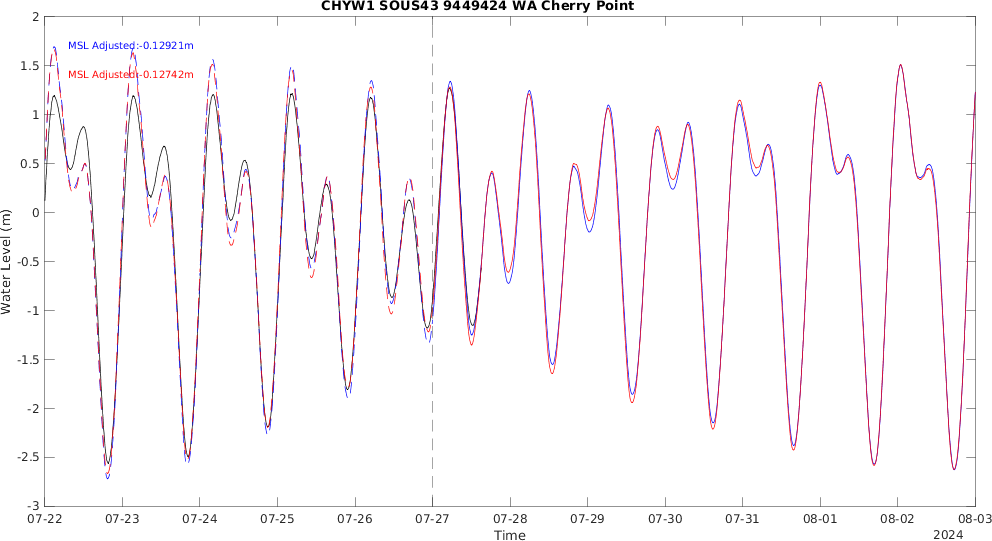 CHYW1 SOUS43 9449424 WA Cherry Point
MSL Adjusted:-0.12921m
MSL Adjusted:-0.12742m
Water Level (m)
2
1.5
1
0.5
0
-0.5
-1
-1.5
-2
-2.5
-3
07-22 07-23 07-24 07-25 07-26 07-27 07-28 07-29 07-30 07-31 08-01 08-02 08-03
Time
2024